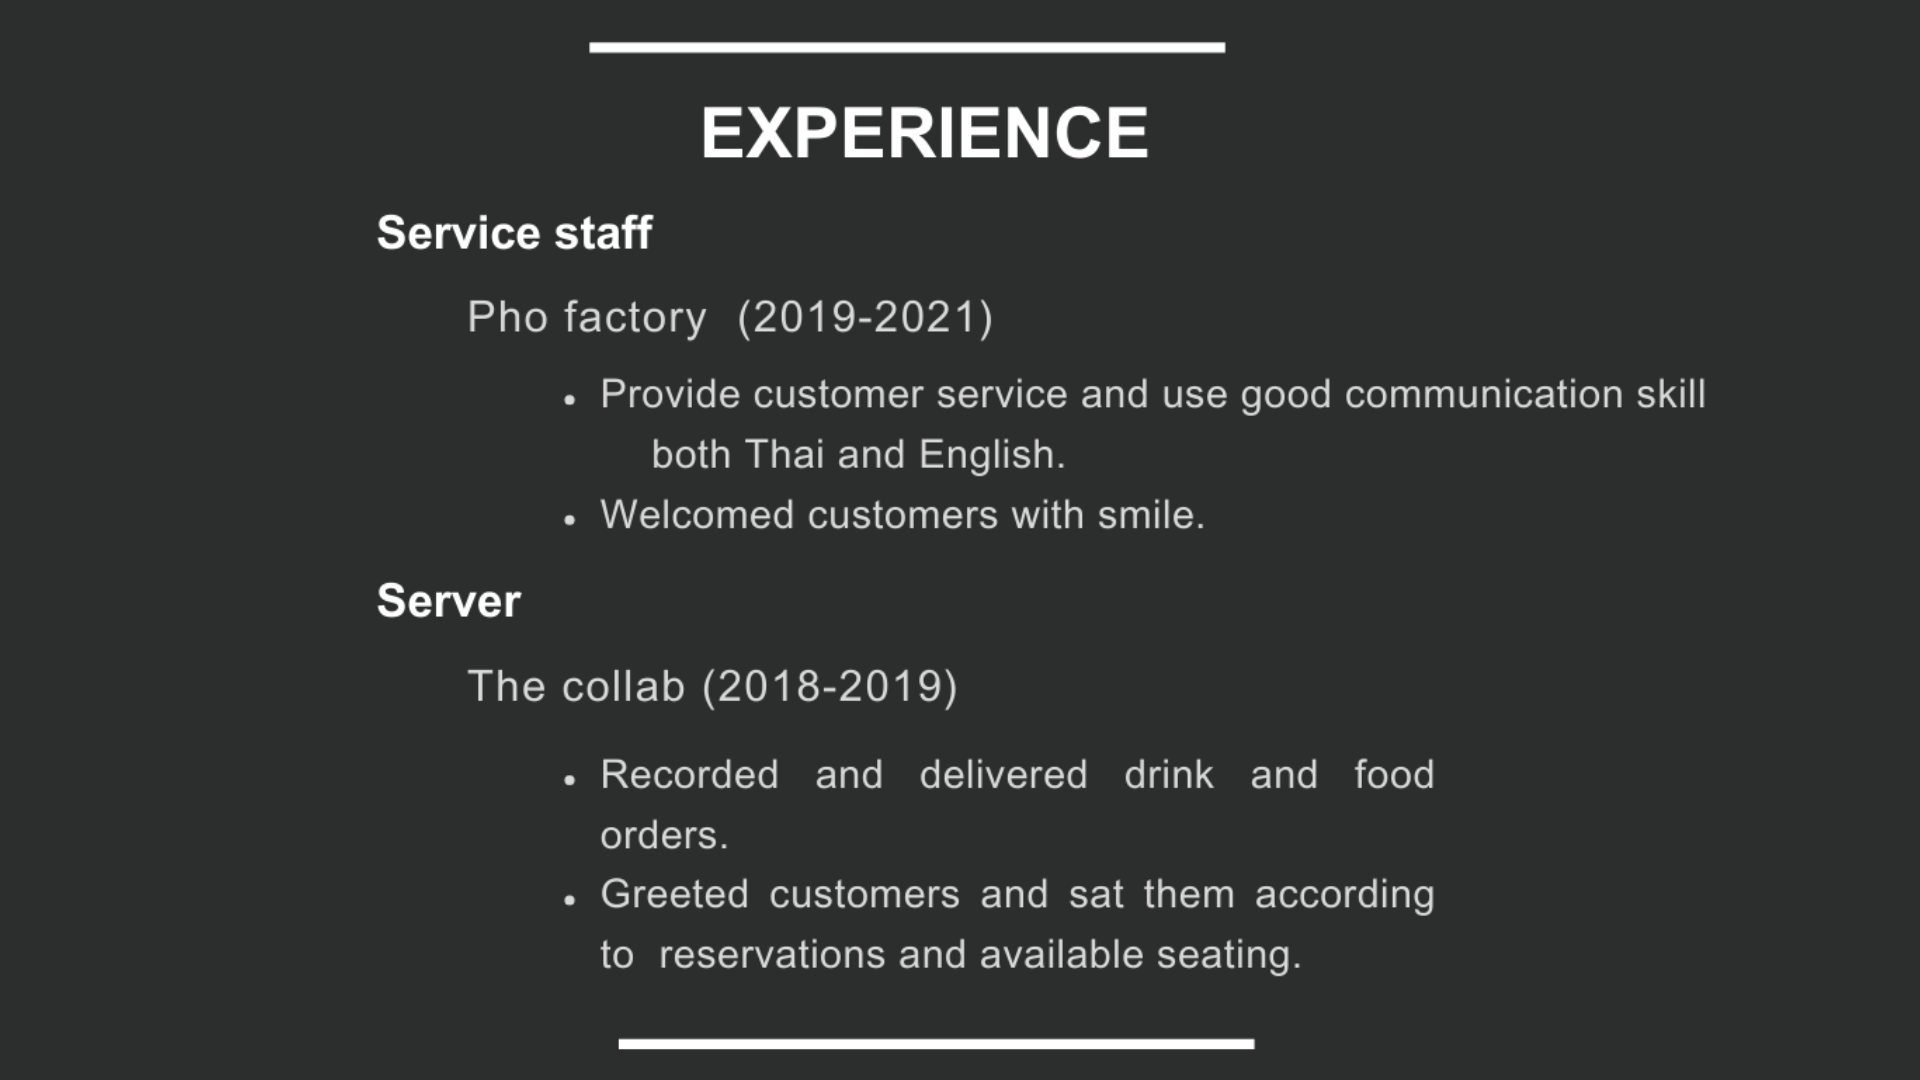 EXPERIENCE
Service staff
Pho factory  (2019-2021)
• Provide customer service and use good communication skill
both Thai and English.
• Welcomed customers with smile.
Server
The collab (2018-2019)
• Recorded and delivered drink and food
orders.
• Greeted customers and sat them according
to  reservations and available seating.